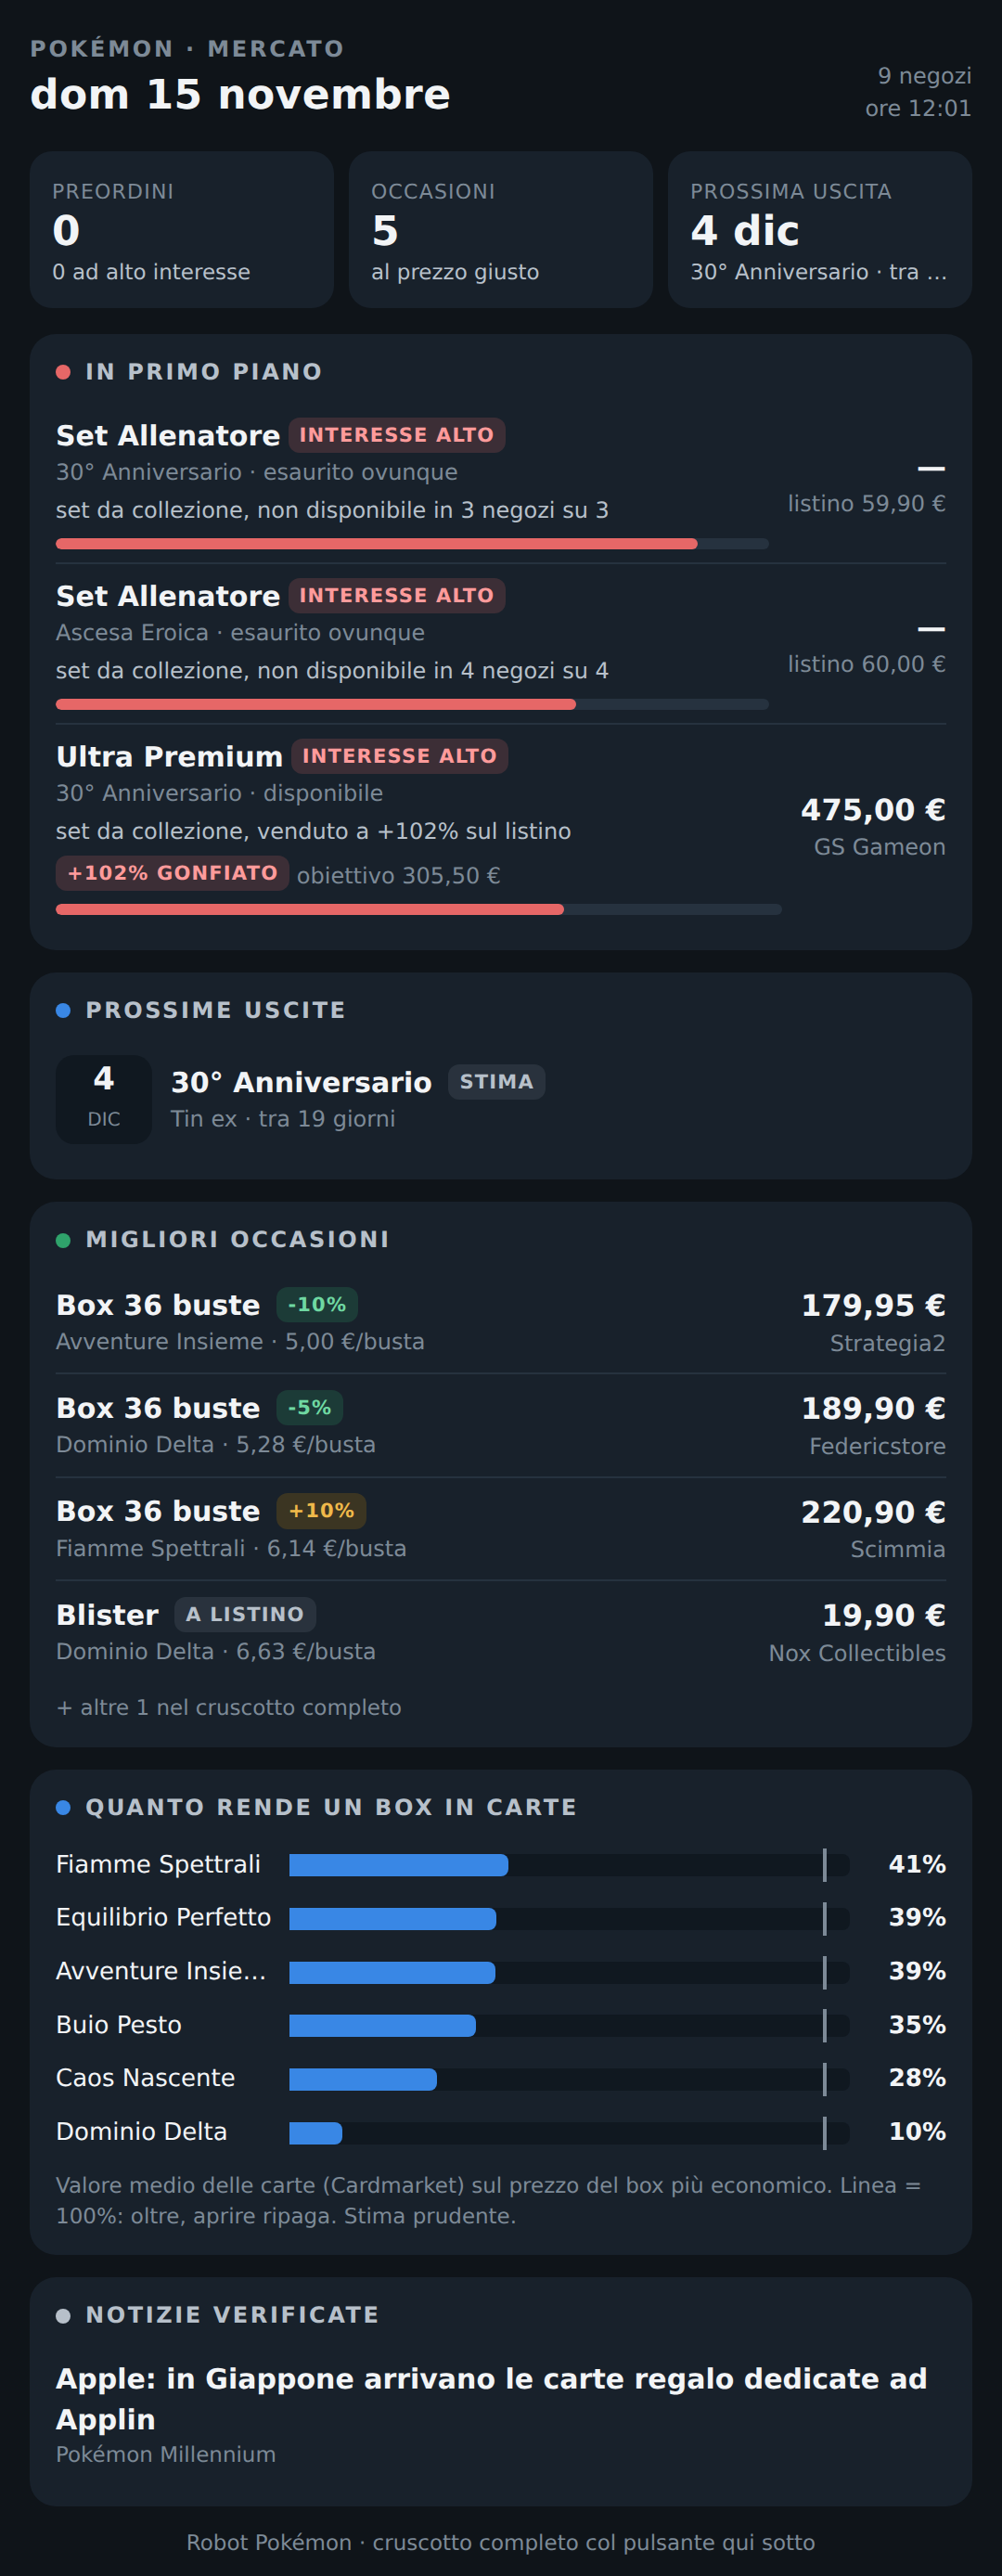 POKÉMON · MERCATO
dom 15 novembre
9 negozi
ore 12:01
PREORDINI
0
0 ad alto interesse
OCCASIONI
5
al prezzo giusto
PROSSIMA USCITA
4 dic
30° Anniversario · tra …
IN PRIMO PIANO
Set Allenatore INTERESSE ALTO
30° Anniversario · esaurito ovunque
set da collezione, non disponibile in 3 negozi su 3
—
listino 59,90 €
Set Allenatore INTERESSE ALTO
Ascesa Eroica · esaurito ovunque
set da collezione, non disponibile in 4 negozi su 4
—
listino 60,00 €
Ultra Premium INTERESSE ALTO
30° Anniversario · disponibile
set da collezione, venduto a +102% sul listino
+102% GONFIATO obiettivo 305,50 €
475,00 €
GS Gameon
PROSSIME USCITE
4
DIC
30° Anniversario STIMA
Tin ex · tra 19 giorni
MIGLIORI OCCASIONI
Box 36 buste -10%
Avventure Insieme · 5,00 €/busta
179,95 €
Strategia2
Box 36 buste -5%
Dominio Delta · 5,28 €/busta
189,90 €
Federicstore
Box 36 buste +10%
Fiamme Spettrali · 6,14 €/busta
220,90 €
Scimmia
Blister A LISTINO
Dominio Delta · 6,63 €/busta
19,90 €
Nox Collectibles
+ altre 1 nel cruscotto completo
QUANTO RENDE UN BOX IN CARTE
Fiamme Spettrali 41%
Equilibrio Perfetto 39%
Avventure Insie… 39%
Buio Pesto 35%
Caos Nascente 28%
Dominio Delta 10%
Valore medio delle carte (Cardmarket) sul prezzo del box più economico. Linea =
100%: oltre, aprire ripaga. Stima prudente.
NOTIZIE VERIFICATE
Apple: in Giappone arrivano le carte regalo dedicate ad
Applin
Pokémon Millennium
Robot Pokémon · cruscotto completo col pulsante qui sotto